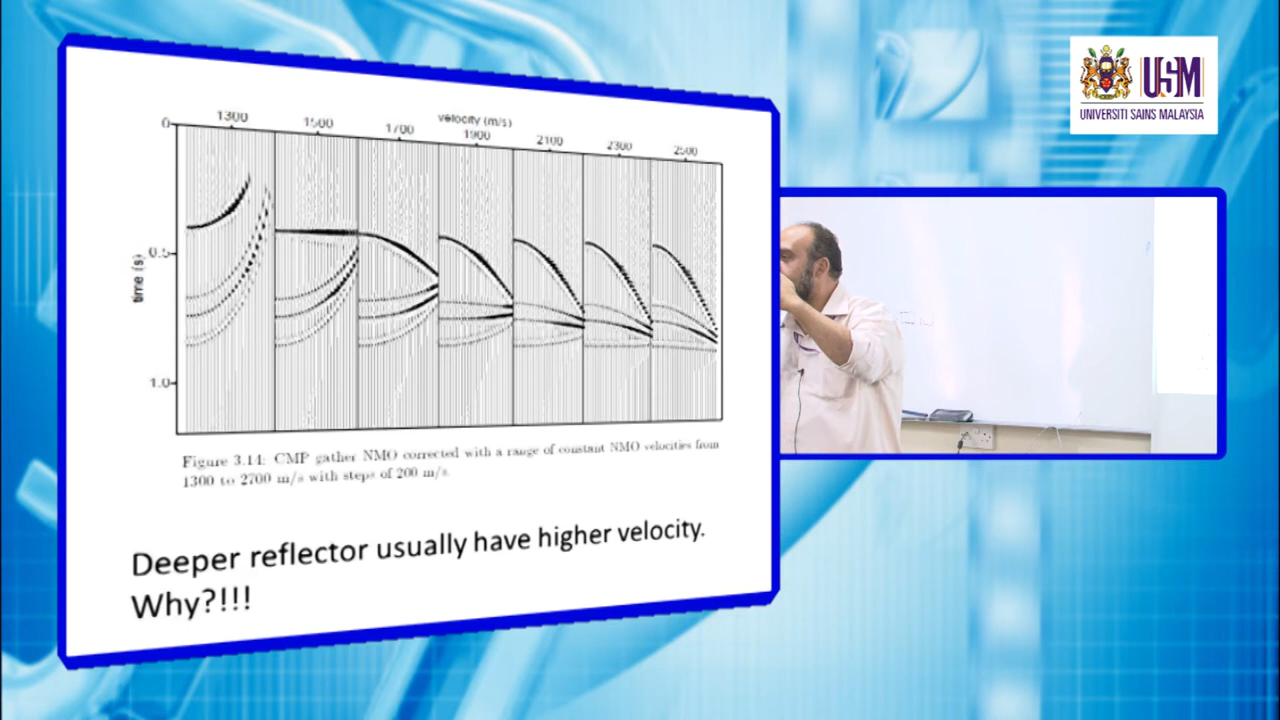 velocity (m/s)
1300 1500 1700 1900 2100 2300 2500
0
0.5
1.0
time (s)
Figure 3.14: CMP gather NMO corrected with a range of constant NMO velocities from
1300 to 2700 m/s with steps of 200 m/s.
Deeper reflector usually have higher velocity.
Why?!!!
USM
UNIVERSITI SAINS MALAYSIA